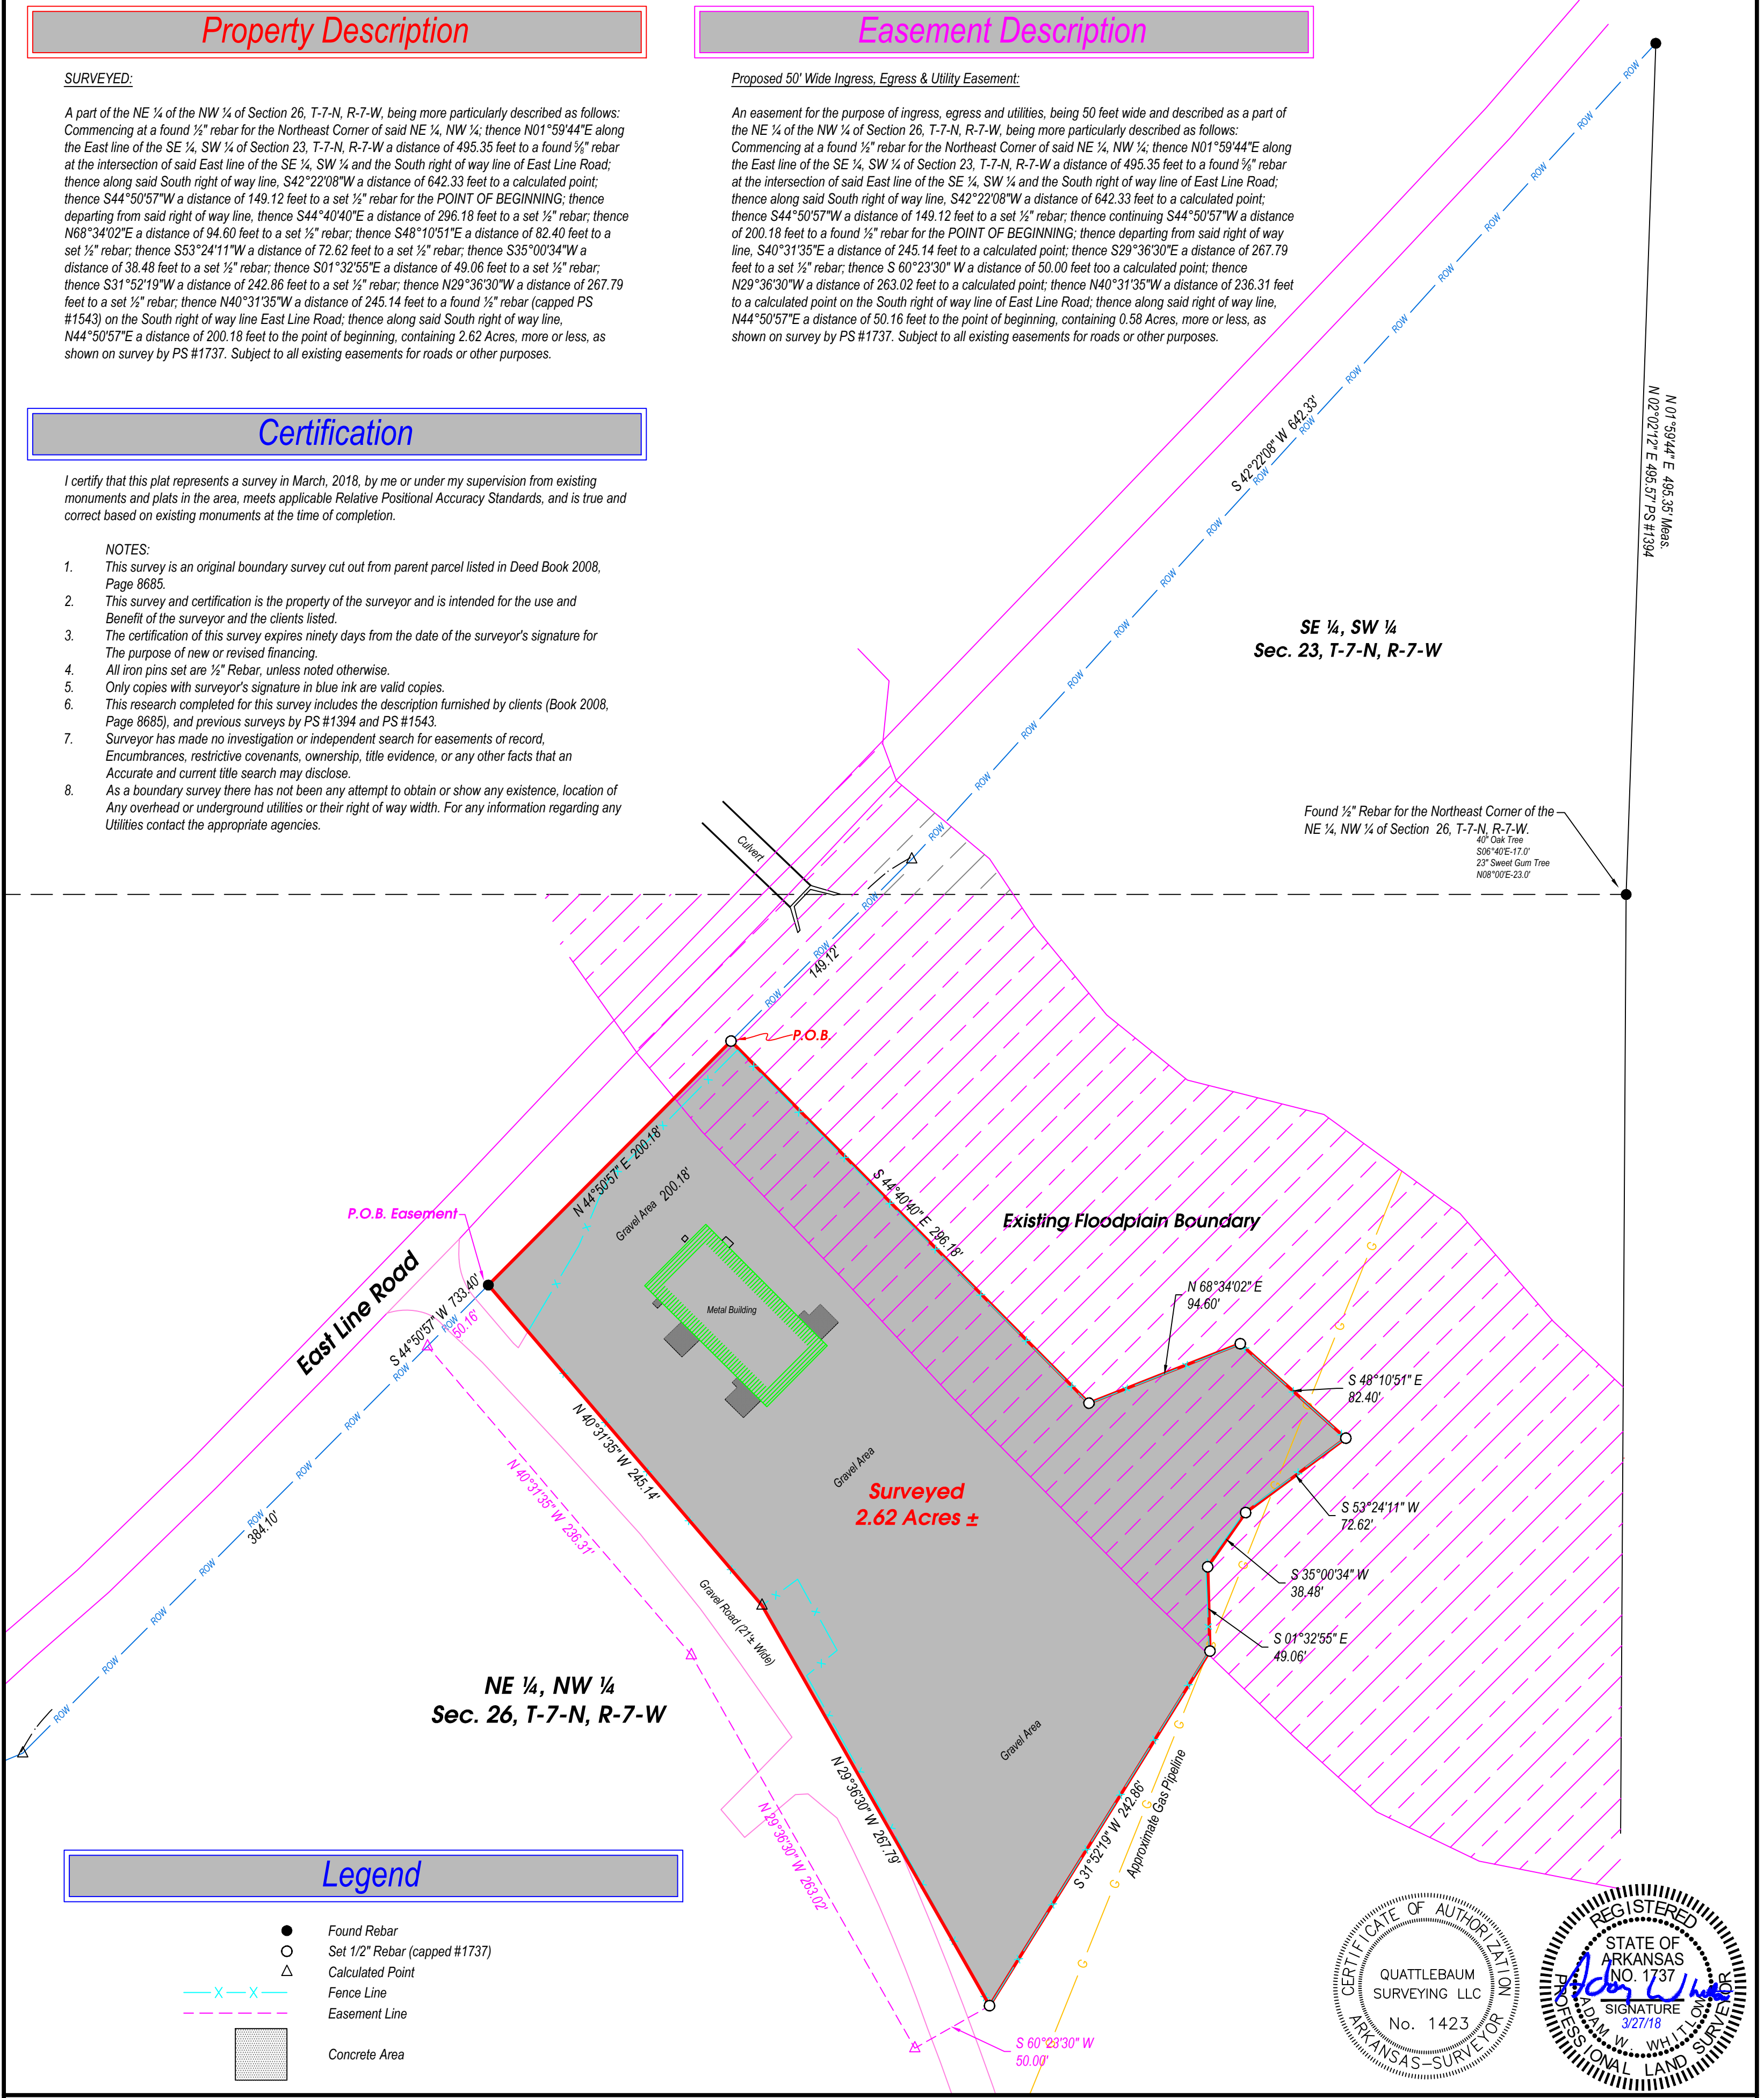 Property Description
SURVEYED:
A part of the NE ¼ of the NW ¼ of Section 26, T-7-N, R-7-W, being more particularly described as follows:
Commencing at a found ½" rebar for the Northeast Corner of said NE ¼, NW ¼; thence N01°59'44"E along
the East line of the SE ¼, SW ¼ of Section 23, T-7-N, R-7-W a distance of 495.35 feet to a found ⅝" rebar
at the intersection of said East line of the SE ¼, SW ¼ and the South right of way line of East Line Road;
thence along said South right of way line, S42°22'08"W a distance of 642.33 feet to a calculated point;
thence S44°50'57"W a distance of 149.12 feet to a set ½" rebar for the POINT OF BEGINNING; thence
departing from said right of way line, thence S44°40'40"E a distance of 296.18 feet to a set ½" rebar; thence
N68°34'02"E a distance of 94.60 feet to a set ½" rebar; thence S48°10'51"E a distance of 82.40 feet to a
set ½" rebar; thence S53°24'11"W a distance of 72.62 feet to a set ½" rebar; thence S35°00'34"W a
distance of 38.48 feet to a set ½" rebar; thence S01°32'55"E a distance of 49.06 feet to a set ½" rebar;
thence S31°52'19"W a distance of 242.86 feet to a set ½" rebar; thence N29°36'30"W a distance of 267.79
feet to a set ½" rebar; thence N40°31'35"W a distance of 245.14 feet to a found ½" rebar (capped PS
#1543) on the South right of way line East Line Road; thence along said South right of way line,
N44°50'57"E a distance of 200.18 feet to the point of beginning, containing 2.62 Acres, more or less, as
shown on survey by PS #1737. Subject to all existing easements for roads or other purposes.
Easement Description
Proposed 50' Wide Ingress, Egress & Utility Easement:
An easement for the purpose of ingress, egress and utilities, being 50 feet wide and described as a part of
the NE ¼ of the NW ¼ of Section 26, T-7-N, R-7-W, being more particularly described as follows:
Commencing at a found ½" rebar for the Northeast Corner of said NE ¼, NW ¼; thence N01°59'44"E along
the East line of the SE ¼, SW ¼ of Section 23, T-7-N, R-7-W a distance of 495.35 feet to a found ⅝" rebar
at the intersection of said East line of the SE ¼, SW ¼ and the South right of way line of East Line Road;
thence along said South right of way line, S42°22'08"W a distance of 642.33 feet to a calculated point;
thence S44°50'57"W a distance of 149.12 feet to a set ½" rebar; thence continuing S44°50'57"W a distance
of 200.18 feet to a found ½" rebar for the POINT OF BEGINNING; thence departing from said right of way
line, S40°31'35"E a distance of 245.14 feet to a calculated point; thence S29°36'30"E a distance of 267.79
feet to a set ½" rebar; thence S 60°23'30" W a distance of 50.00 feet too a calculated point; thence
N29°36'30"W a distance of 263.02 feet to a calculated point; thence N40°31'35"W a distance of 236.31 feet
to a calculated point on the South right of way line of East Line Road; thence along said right of way line,
N44°50'57"E a distance of 50.16 feet to the point of beginning, containing 0.58 Acres, more or less, as
shown on survey by PS #1737. Subject to all existing easements for roads or other purposes.
Certification
I certify that this plat represents a survey in March, 2018, by me or under my supervision from existing
monuments and plats in the area, meets applicable Relative Positional Accuracy Standards, and is true and
correct based on existing monuments at the time of completion.
NOTES:
1. This survey is an original boundary survey cut out from parent parcel listed in Deed Book 2008,
Page 8685.
2. This survey and certification is the property of the surveyor and is intended for the use and
Benefit of the surveyor and the clients listed.
3. The certification of this survey expires ninety days from the date of the surveyor's signature for
The purpose of new or revised financing.
4. All iron pins set are ½" Rebar, unless noted otherwise.
5. Only copies with surveyor's signature in blue ink are valid copies.
6. This research completed for this survey includes the description furnished by clients (Book 2008,
Page 8685), and previous surveys by PS #1394 and PS #1543.
7. Surveyor has made no investigation or independent search for easements of record,
Encumbrances, restrictive covenants, ownership, title evidence, or any other facts that an
Accurate and current title search may disclose.
8. As a boundary survey there has not been any attempt to obtain or show any existence, location of
Any overhead or underground utilities or their right of way width. For any information regarding any
Utilities contact the appropriate agencies.
ROW
ROW
ROW
ROW
ROW
ROW
ROW
S 42°22'08" W 642.33'
ROW
ROW
ROW
ROW
ROW
ROW
ROW
ROW
ROW
ROW
ROW
ROW
N 01°59'44" E 495.35' Meas.
N 02°02'12" E 495.57' PS #1394
SE ¼, SW ¼
Sec. 23, T-7-N, R-7-W
Found ½" Rebar for the Northeast Corner of the
NE ¼, NW ¼ of Section 26, T-7-N, R-7-W.
40" Oak Tree
S06°40'E-17.0'
23" Sweet Gum Tree
N08°00'E-23.0'
Culvert
149.12'
P.O.B.
N 44°50'57" E 200.18'
Gravel Area 200.18'
S 44°40'40" E 296.18'
Existing Floodplain Boundary
P.O.B. Easement
East Line Road
S 44°50'57" W 733.40'
ROW
50.16'
ROW
ROW
ROW
ROW
384.10'
ROW
ROW
ROW
ROW
Metal Building
N 68°34'02" E
94.60'
S 48°10'51" E
82.40'
S 53°24'11" W
72.62'
S 35°00'34" W
38.48'
S 01°32'55" E
49.06'
G
G
G
G
G
G
G
G
X
X
X
X
X
X
X
N 40°31'35" W 245.14'
N 40°31'35" W 236.31'
Gravel Area
Surveyed
2.62 Acres ±
Gravel Road (21'± Wide)
NE ¼, NW ¼
Sec. 26, T-7-N, R-7-W
Gravel Area
N 29°36'30" W 267.79'
N 29°36'30" W 263.02'
S 31°52'19" W 242.86'
Approximate Gas Pipeline
S 60°23'30" W
50.00'
Legend
Found Rebar
Set 1/2" Rebar (capped #1737)
Calculated Point
X X Fence Line
Easement Line
Concrete Area
CERTIFICATE OF AUTHORIZATION
QUATTLEBAUM
SURVEYING LLC
No. 1423
ARKANSAS-SURVEYOR
REGISTERED
STATE OF
ARKANSAS
NO. 1737
SIGNATURE
3/27/18
ADAM W. WHITLOW
PROFESSIONAL LAND SURVEYOR